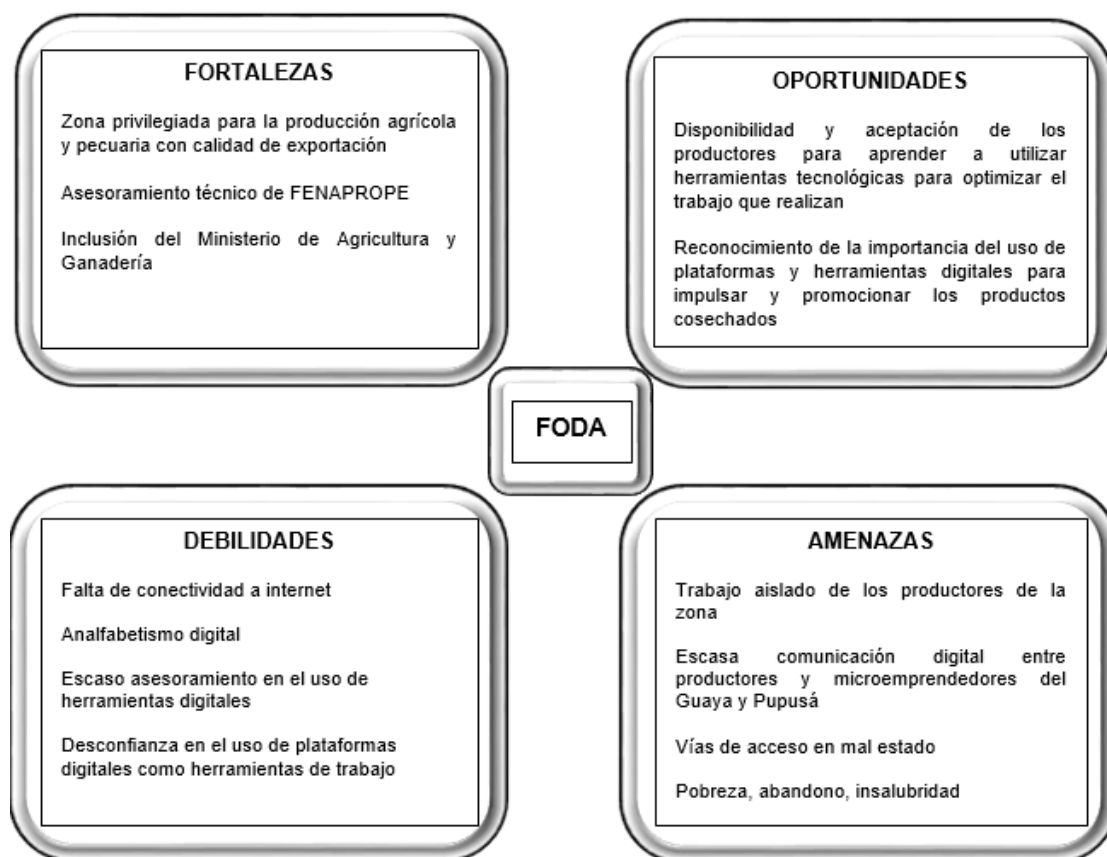 FORTALEZAS
Zona privilegiada para la producción agrícola
y pecuaria con calidad de exportación
Asesoramiento técnico de FENAPROPE
Inclusión del Ministerio de Agricultura y
Ganadería
OPORTUNIDADES
Disponibilidad y aceptación de los
productores para aprender a utilizar
herramientas tecnológicas para optimizar el
trabajo que realizan
Reconocimiento de la importancia del uso de
plataformas y herramientas digitales para
impulsar y promocionar los productos
cosechados
FODA
DEBILIDADES
Falta de conectividad a internet
Analfabetismo digital
Escaso asesoramiento en el uso de
herramientas digitales
Desconfianza en el uso de plataformas
digitales como herramientas de trabajo
AMENAZAS
Trabajo aislado de los productores de la
zona
Escasa comunicación digital entre
productores y microemprendedores del
Guaya y Pupusá
Vías de acceso en mal estado
Pobreza, abandono, insalubridad